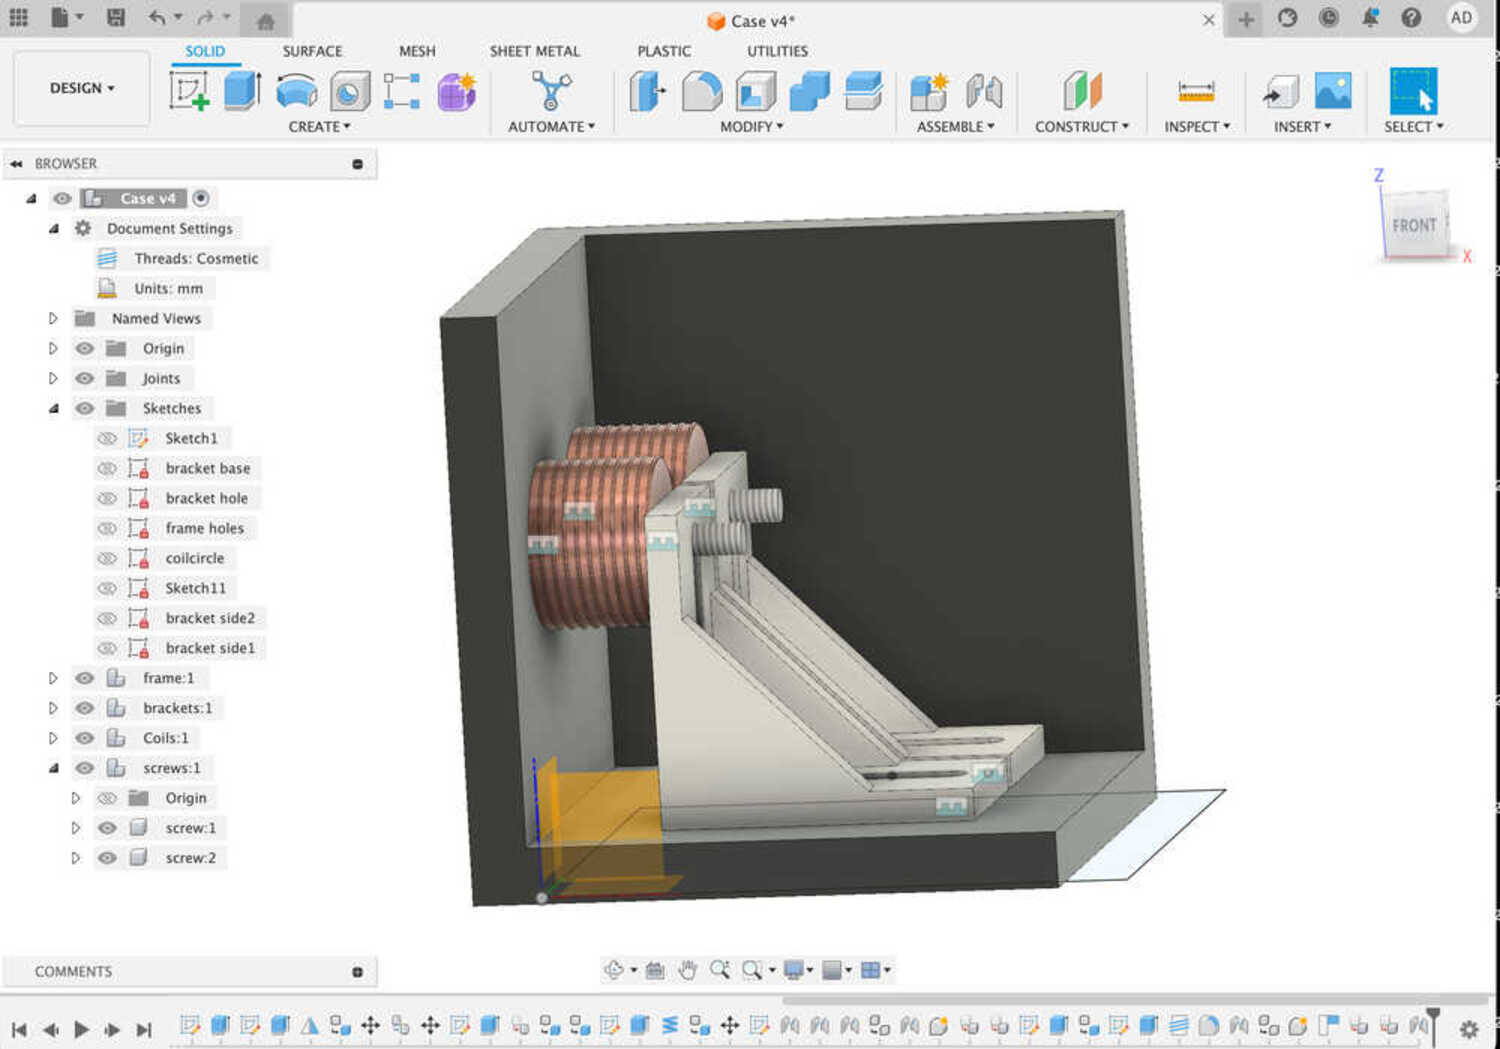 Case v4*
AD
DESIGN
SOLID
SURFACE
MESH
SHEET METAL
PLASTIC
UTILITIES
CREATE
AUTOMATE
MODIFY
ASSEMBLE
CONSTRUCT
INSPECT
INSERT
SELECT
BROWSER
Case v4
Document Settings
Threads: Cosmetic
Units: mm
Named Views
Origin
Joints
Sketches
Sketch1
bracket base
bracket hole
frame holes
coilcircle
Sketch11
bracket side2
bracket side1
frame:1
brackets:1
Coils:1
screws:1
Origin
screw:1
screw:2
Z
FRONT
X
COMMENTS